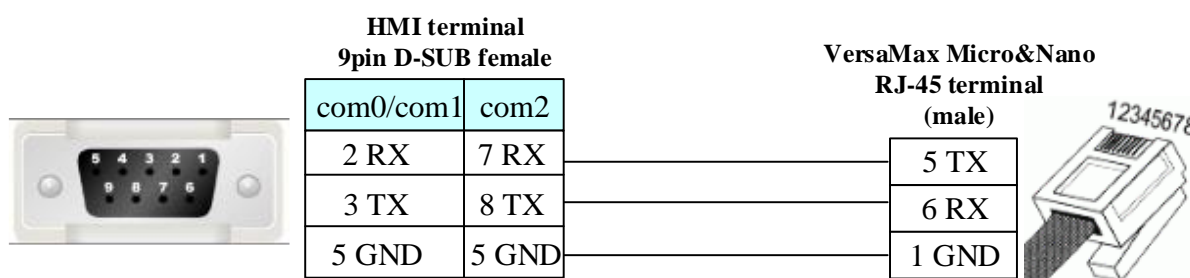 HMI terminal
9pin D-SUB female
VersaMax Micro&Nano
RJ-45 terminal
(male)
com0/com1 com2
2 RX 7 RX
3 TX 8 TX
5 GND 5 GND
5 TX
6 RX
1 GND
5 4 3 2 1
9 8 7 6
12345678